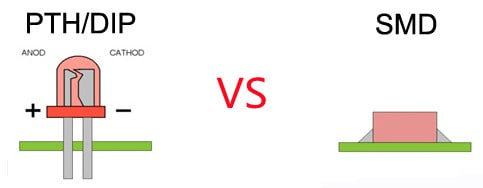 PTH/DIP
ANOD
CATHOD
+
−
VS
SMD